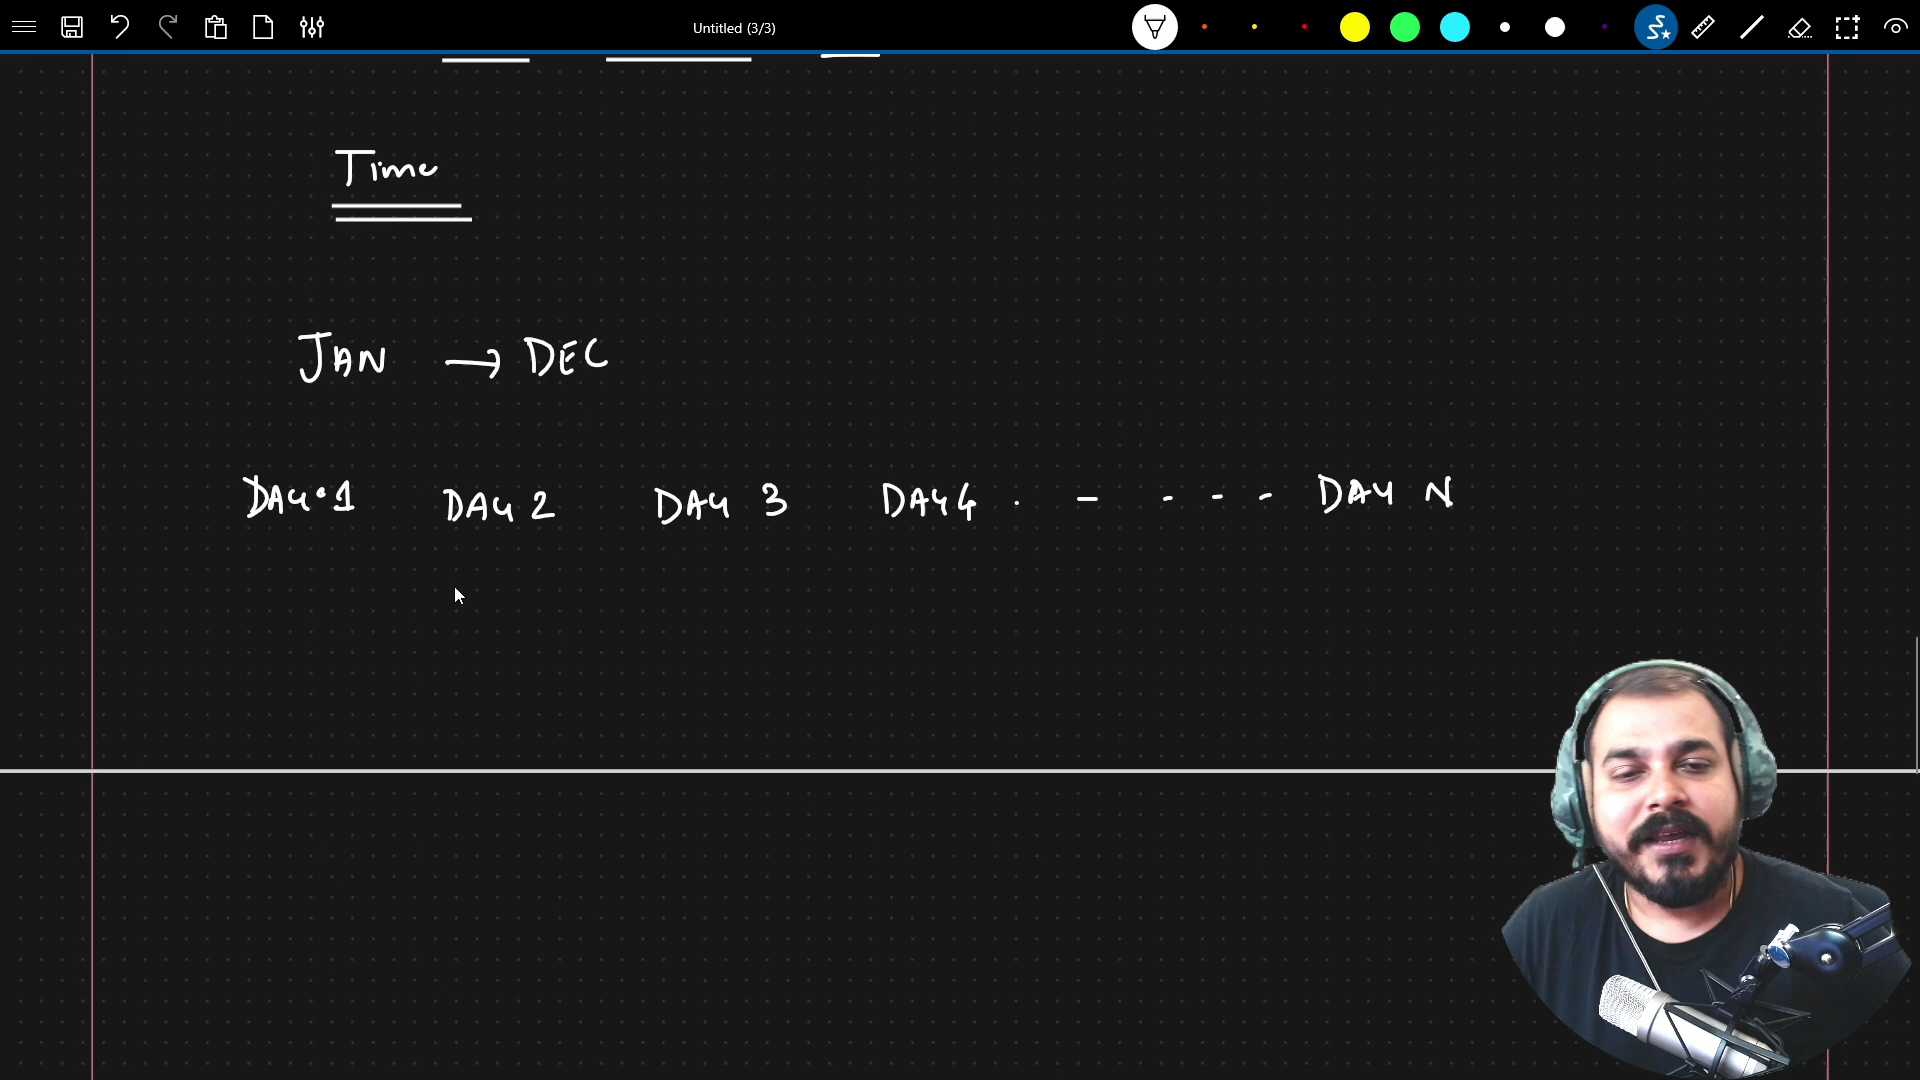 Untitled (3/3)
Time
JAN → DEC
DAY 1 DAY 2 DAY 3 DAY 4 . - - - - DAY N